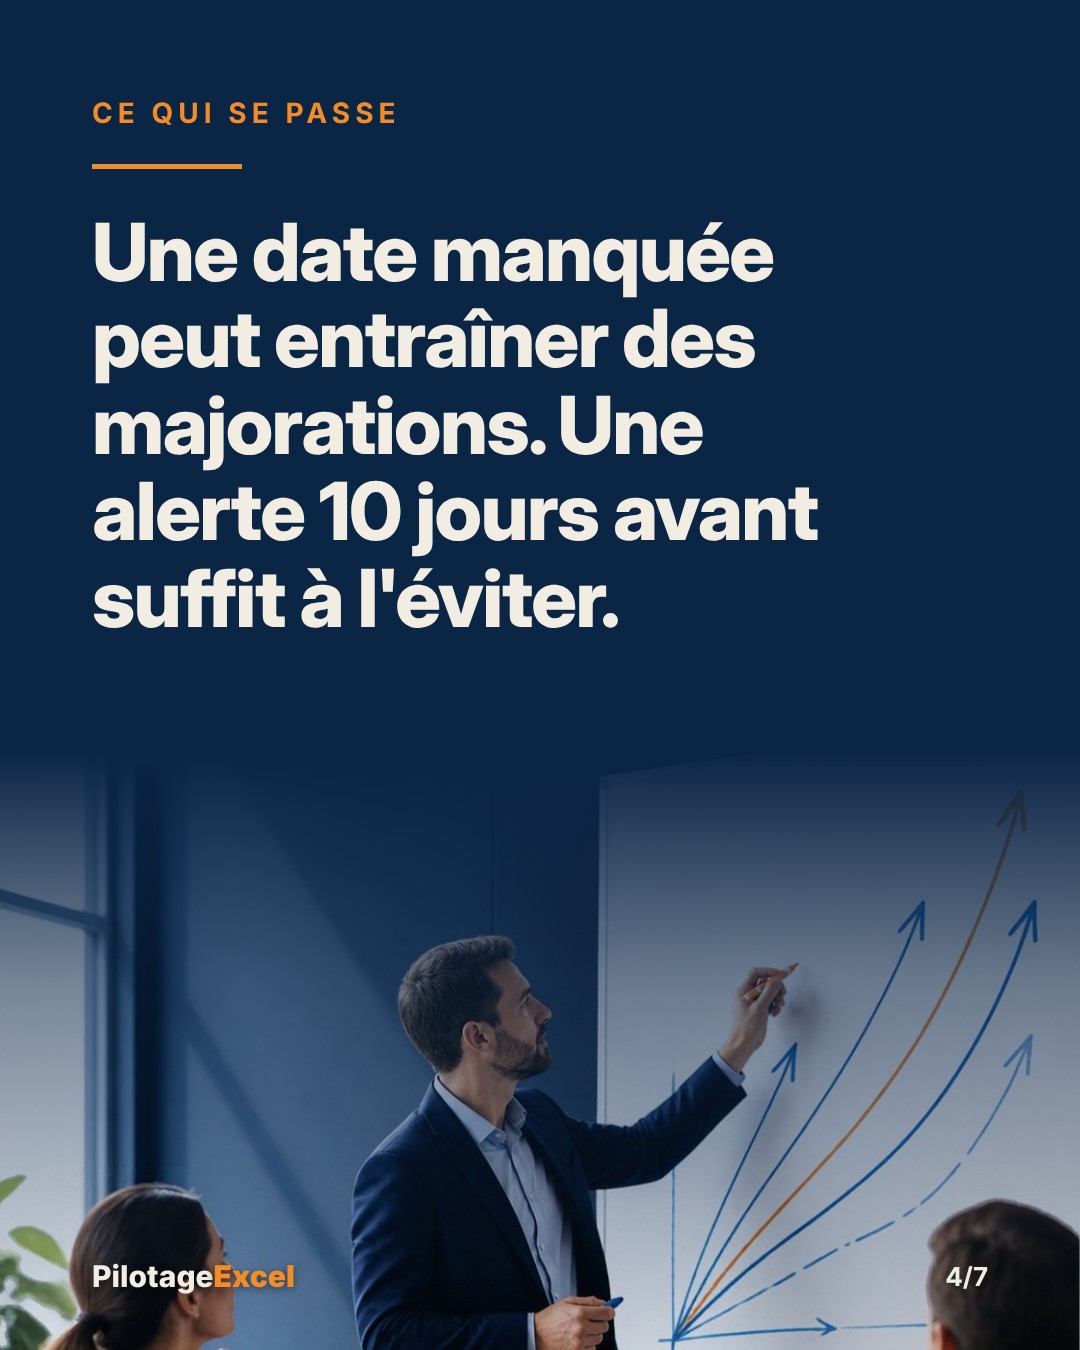 CE QUI SE PASSE
Une date manquée
peut entraîner des
majorations. Une
alerte 10 jours avant
suffit à l'éviter.
PilotageExcel
4/7